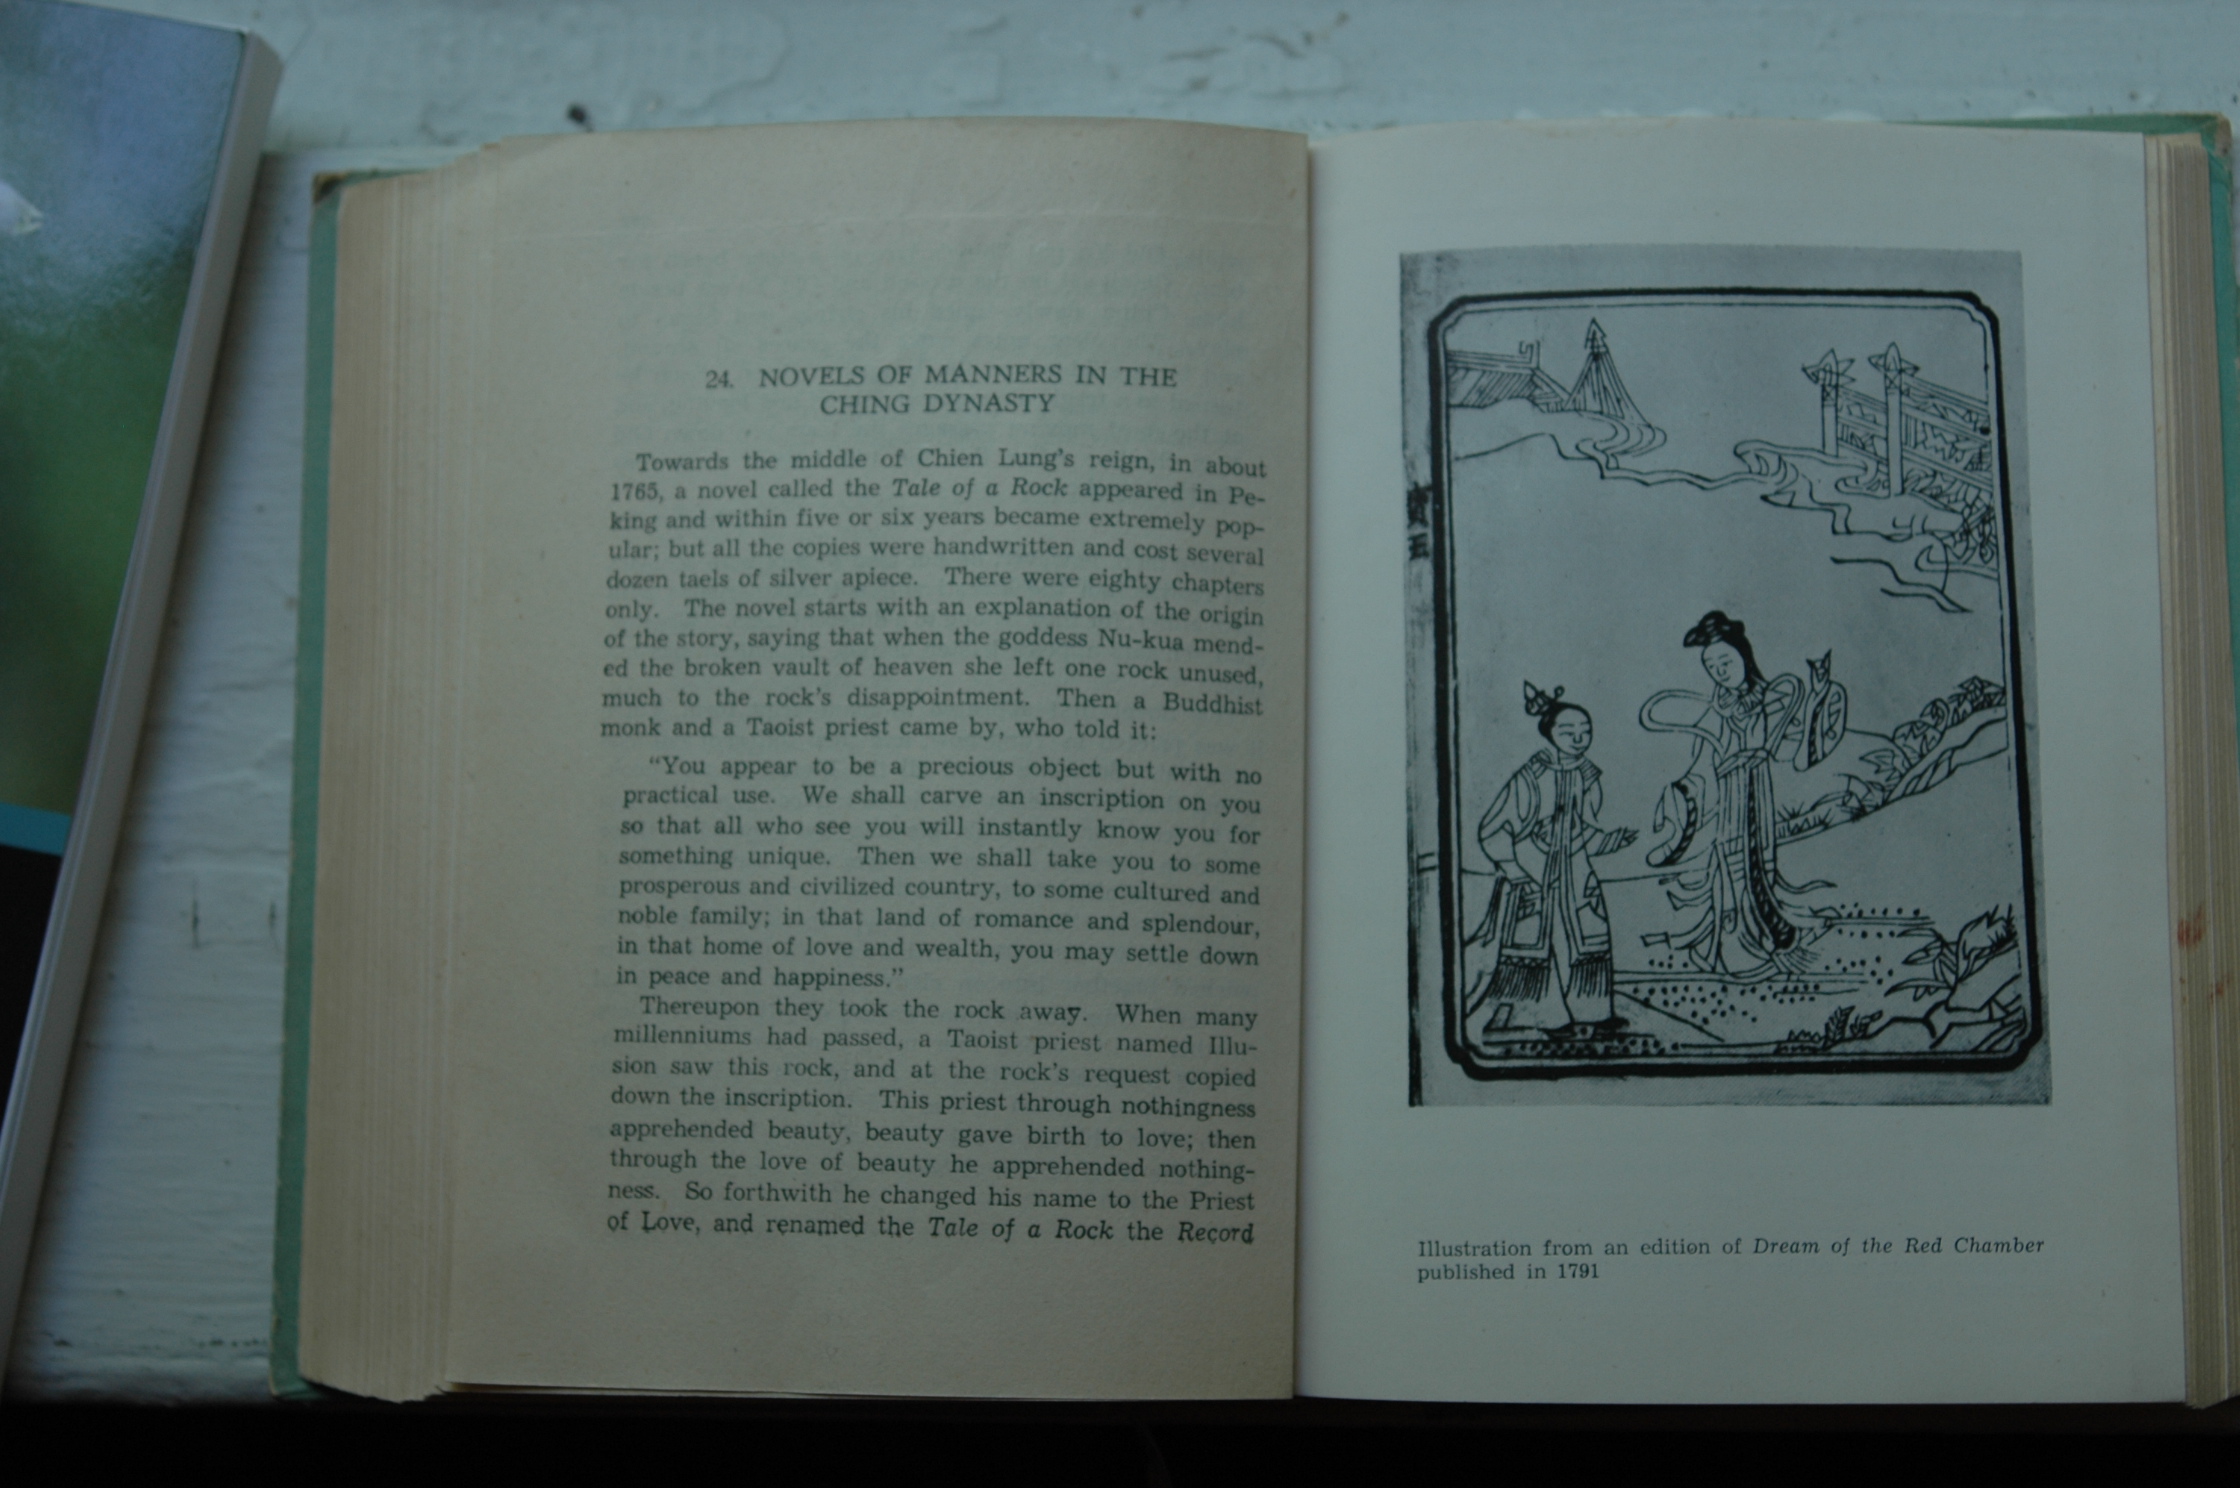 24. NOVELS OF MANNERS IN THE
CHING DYNASTY
Towards the middle of Chien Lung's reign, in about
1765, a novel called the Tale of a Rock appeared in Pe-
king and within five or six years became extremely pop-
ular; but all the copies were handwritten and cost several
dozen taels of silver apiece. There were eighty chapters
only. The novel starts with an explanation of the origin
of the story, saying that when the goddess Nu-kua mend-
ed the broken vault of heaven she left one rock unused,
much to the rock's disappointment. Then a Buddhist
monk and a Taoist priest came by, who told it:
"You appear to be a precious object but with no
practical use. We shall carve an inscription on you
so that all who see you will instantly know you for
something unique. Then we shall take you to some
prosperous and civilized country, to some cultured and
noble family; in that land of romance and splendour,
in that home of love and wealth, you may settle down
in peace and happiness."
Thereupon they took the rock away. When many
millenniums had passed, a Taoist priest named Illu-
sion saw this rock, and at the rock's request copied
down the inscription. This priest through nothingness
apprehended beauty, beauty gave birth to love; then
through the love of beauty he apprehended nothing-
ness. So forthwith he changed his name to the Priest
of Love, and renamed the Tale of a Rock the Record
Illustration from an edition of Dream of the Red Chamber
published in 1791